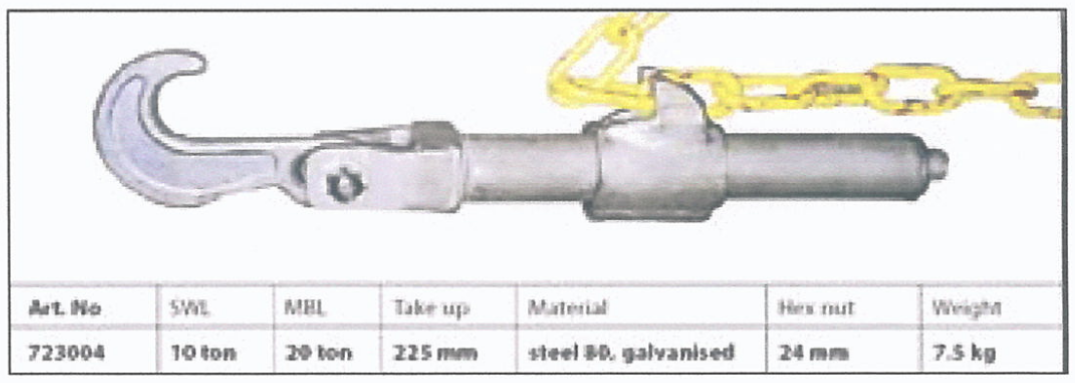 Art. No SWL MBL Take up Material Hex nut Weight
723004 10 ton 20 ton 225 mm steel 80. galvanised 24 mm 7.5 kg